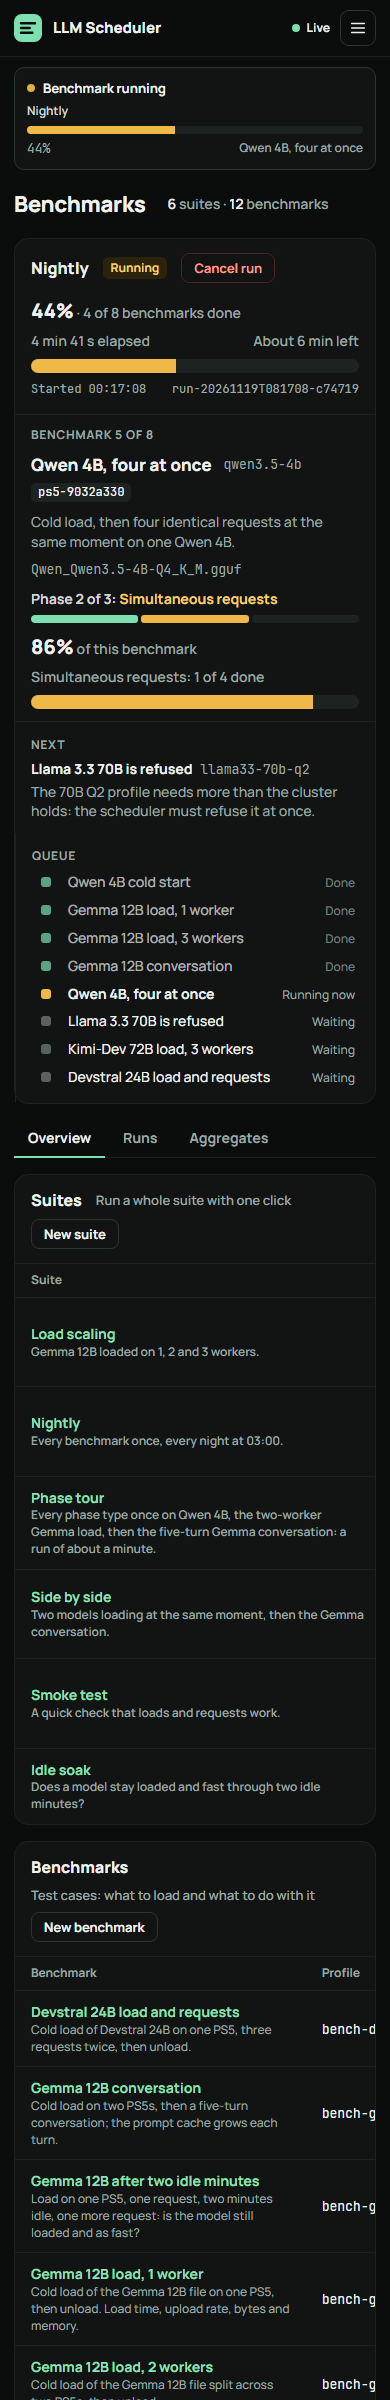 LLM Scheduler
Live
Benchmark running
Nightly
44%
Qwen 4B, four at once
Benchmarks
6 suites · 12 benchmarks
Nightly
Running
Cancel run
44% · 4 of 8 benchmarks done
4 min 41 s elapsed
About 6 min left
Started 00:17:08
run-20261119T081708-c74719
BENCHMARK 5 OF 8
Qwen 4B, four at once
qwen3.5-4b
ps5-9032a330
Cold load, then four identical requests at the
same moment on one Qwen 4B.
Qwen_Qwen3.5-4B-Q4_K_M.gguf
Phase 2 of 3: Simultaneous requests
86% of this benchmark
Simultaneous requests: 1 of 4 done
NEXT
Llama 3.3 70B is refused
llama33-70b-q2
The 70B Q2 profile needs more than the cluster
holds: the scheduler must refuse it at once.
QUEUE
Qwen 4B cold start
Done
Gemma 12B load, 1 worker
Done
Gemma 12B load, 3 workers
Done
Gemma 12B conversation
Done
Qwen 4B, four at once
Running now
Llama 3.3 70B is refused
Waiting
Kimi-Dev 72B load, 3 workers
Waiting
Devstral 24B load and requests
Waiting
Overview
Runs
Aggregates
Suites
Run a whole suite with one click
New suite
Suite
Load scaling
Gemma 12B loaded on 1, 2 and 3 workers.
Nightly
Every benchmark once, every night at 03:00.
Phase tour
Every phase type once on Qwen 4B, the two-worker
Gemma load, then the five-turn Gemma conversation: a
run of about a minute.
Side by side
Two models loading at the same moment, then the Gemma
conversation.
Smoke test
A quick check that loads and requests work.
Idle soak
Does a model stay loaded and fast through two idle
minutes?
Benchmarks
Test cases: what to load and what to do with it
New benchmark
Benchmark
Profile
Devstral 24B load and requests
Cold load of Devstral 24B on one PS5, three
requests twice, then unload.
bench-d
Gemma 12B conversation
Cold load on two PS5s, then a five-turn
conversation; the prompt cache grows each
turn.
bench-g
Gemma 12B after two idle minutes
Load on one PS5, one request, two minutes
idle, one more request: is the model still
loaded and as fast?
bench-g
Gemma 12B load, 1 worker
Cold load of the Gemma 12B file on one PS5,
then unload. Load time, upload rate, bytes and
memory.
bench-g
Gemma 12B load, 2 workers
Cold load of the Gemma 12B file split across
bench-g